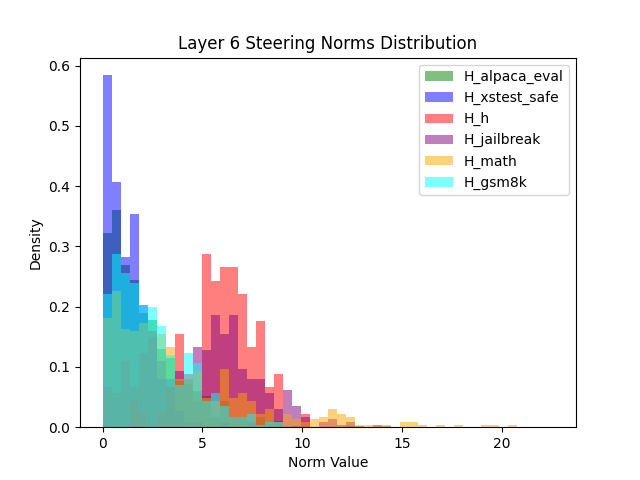 Layer 6 Steering Norms Distribution
0.6
0.5
0.4
0.3
0.2
0.1
0.0
Density
H_alpaca_eval
H_xstest_safe
H_h
H_jailbreak
H_math
H_gsm8k
0 5 10 15 20
Norm Value